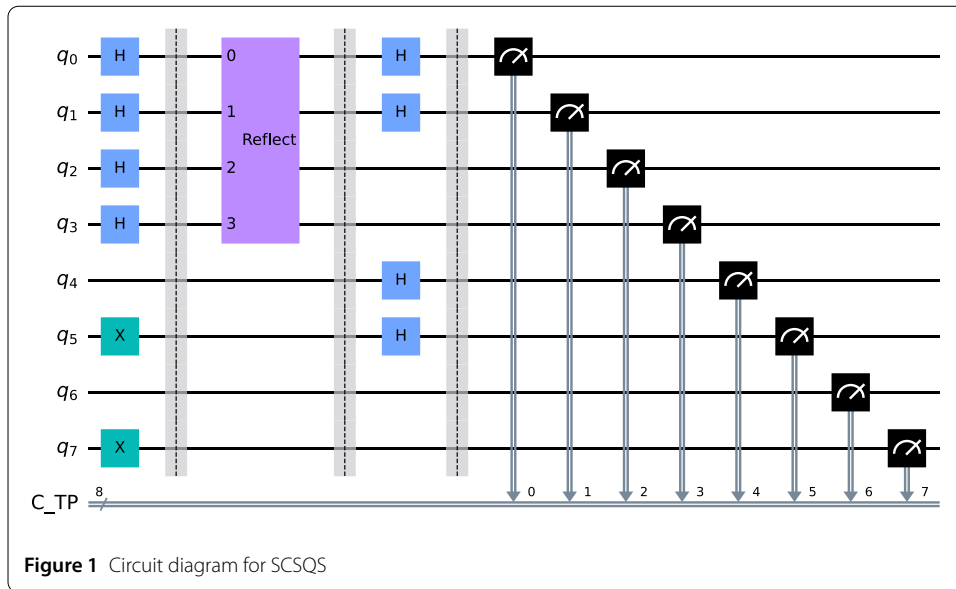 q0 H 0 H
q1 H 1 H
Reflect
q2 H 2
q3 H 3
q4 H
q5 X H
q6
q7 X
C_TP 8 0 1 2 3 4 5 6 7
Figure 1 Circuit diagram for SCSQS